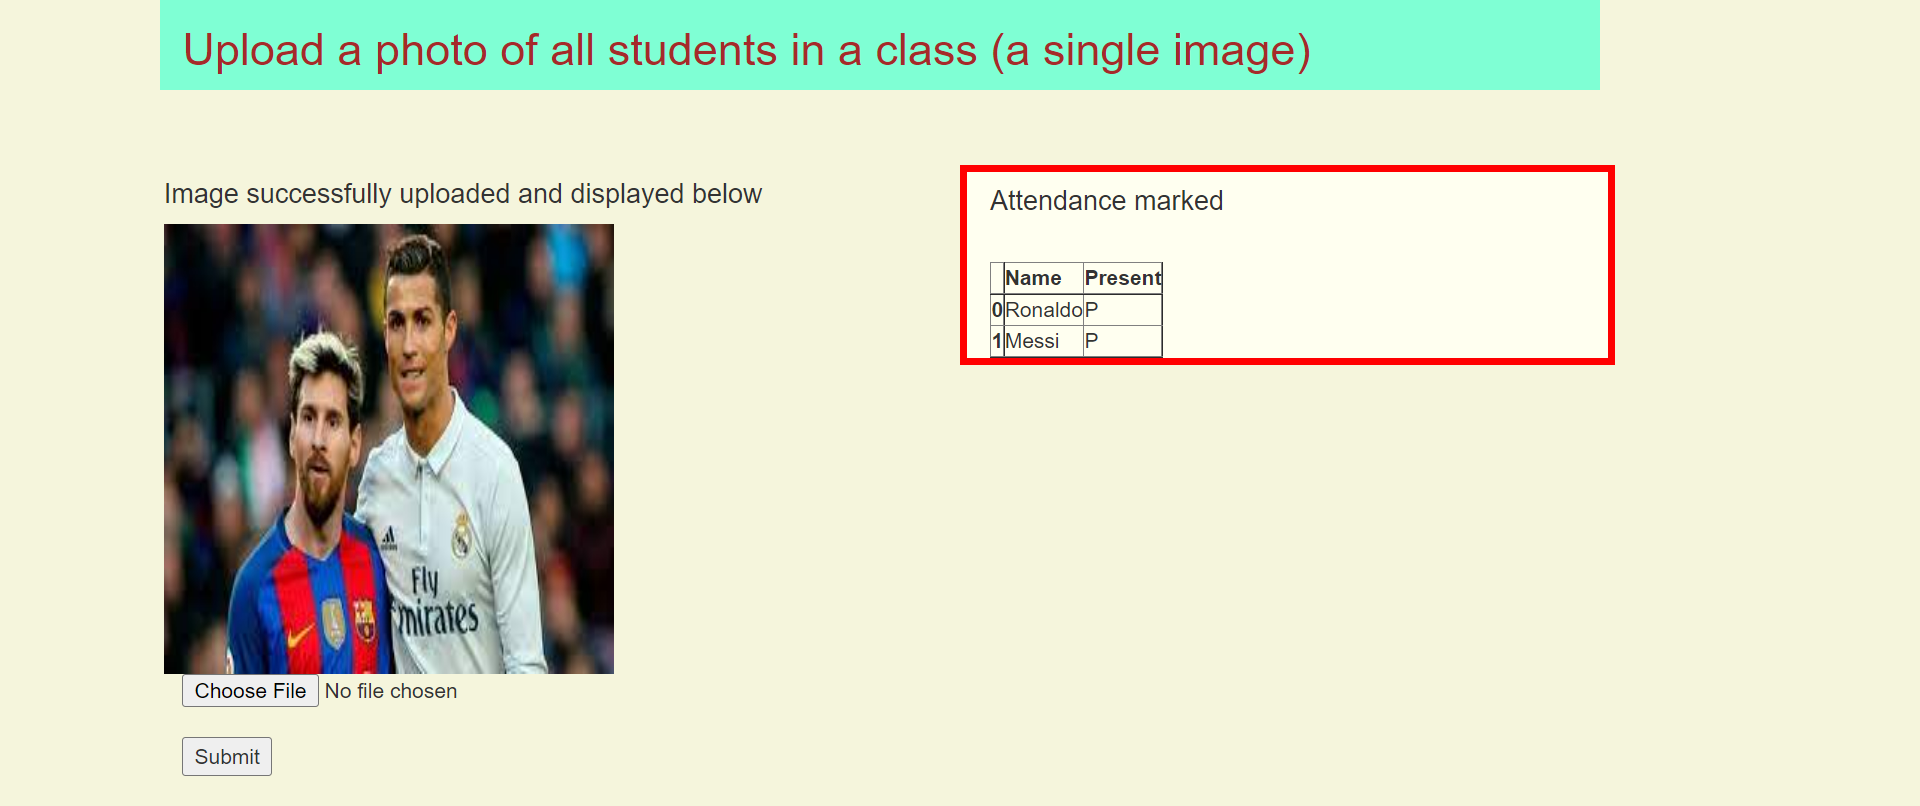 Upload a photo of all students in a class (a single image)
Image successfully uploaded and displayed below
Fly
Emirates
Choose File No file chosen
Submit
Attendance marked
Name Present
0 Ronaldo P
1 Messi P